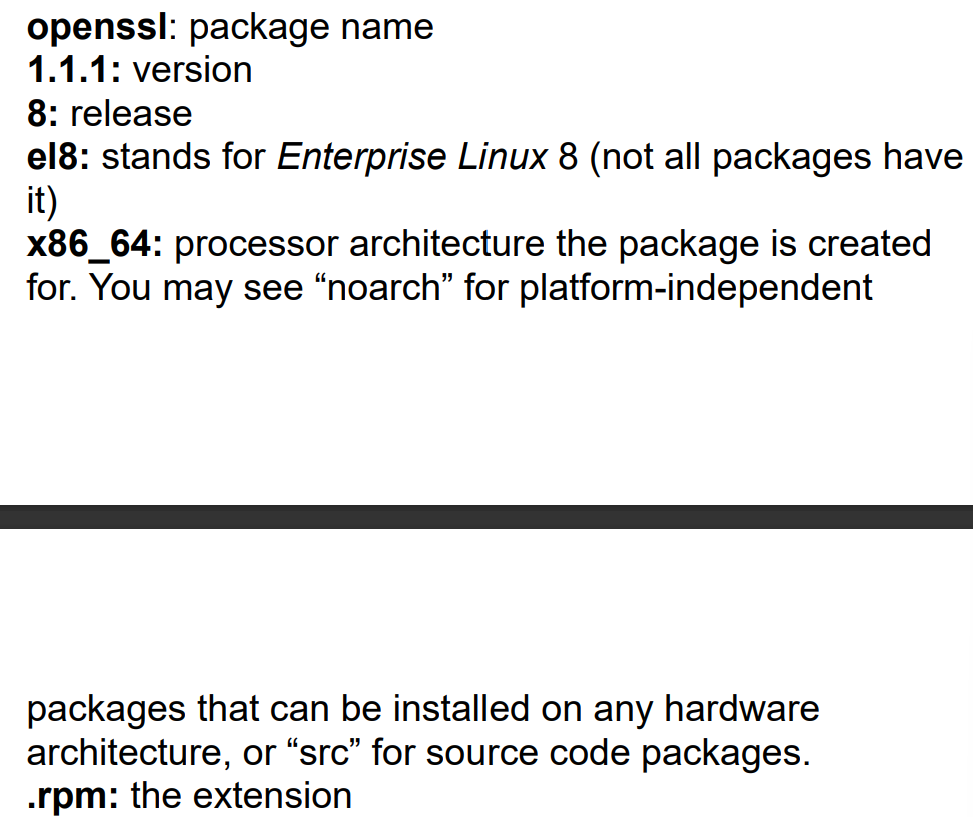 openssl: package name
1.1.1: version
8: release
el8: stands for Enterprise Linux 8 (not all packages have
it)
x86_64: processor architecture the package is created
for. You may see “noarch” for platform-independent
packages that can be installed on any hardware
architecture, or “src” for source code packages.
.rpm: the extension